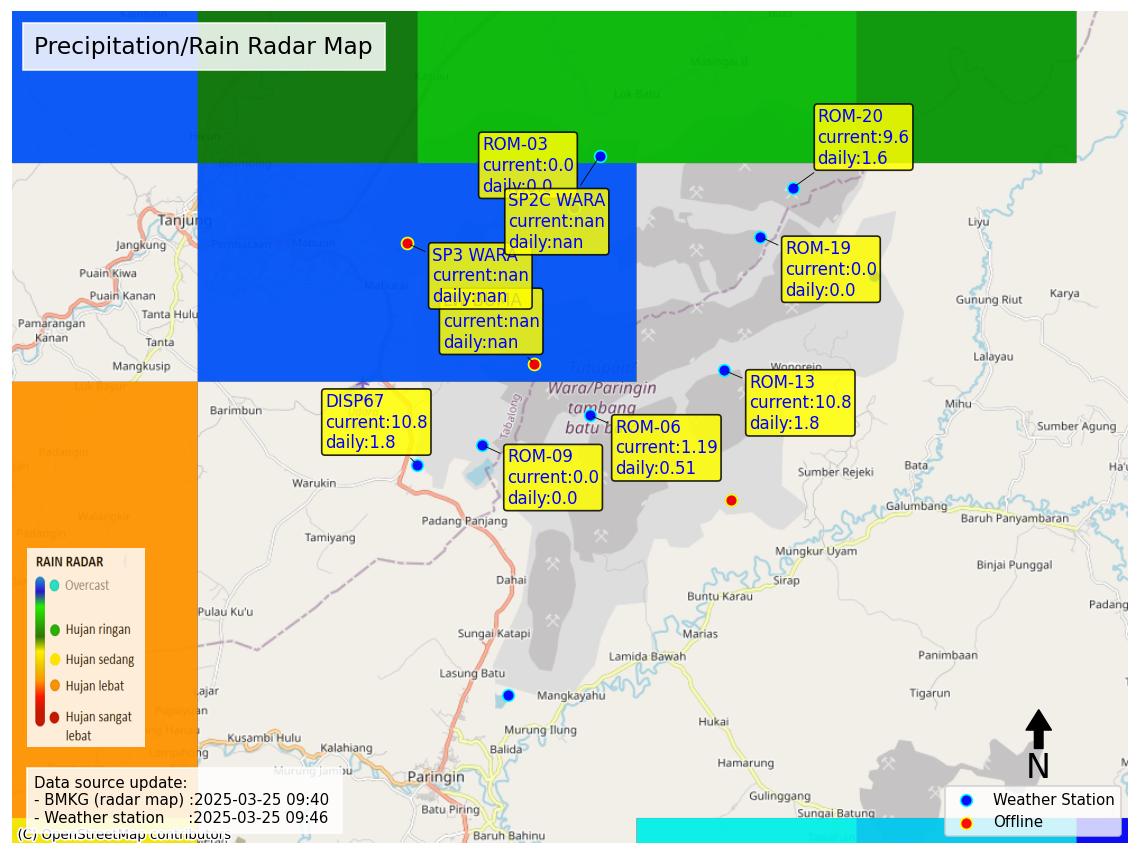 Precipitation/Rain Radar Map
ROM-20
current:9.6
daily:1.6
ROM-03
current:0.0
daily:0.0
SP2C WARA
current:nan
daily:nan
ROM-19
current:0.0
daily:0.0
SP3 WARA
current:nan
daily:nan
current:nan
daily:nan
ROM-13
current:10.8
daily:1.8
DISP67
current:10.8
daily:1.8
ROM-06
current:1.19
daily:0.51
ROM-09
current:0.0
daily:0.0
Tanjung
Jangkung
Puain Kiwa
Puain Kanan
Tanta Hulu
Pamarangan
Kanan
Tanta
Mangkusip
Barimbun
Warukin
Tamiyang
Padang Panjang
Tabalong
Wara/Paringin
tambang
Wonorejo
Liyu
Gunung Riut
Karya
Lalayau
Mihu
Sumber Agung
Bata
Sumber Rejeki
Galumbang
Baruh Panyambaran
Mungkur Uyam
Binjai Punggal
Sirap
Dahai
Buntu Karau
Pulau Ku'u
Sungai Katapi
Marias
Lamida Bawah
Panimbaan
Lasung Batu
Mangkayahu
Tigarun
Hukai
Murung Ilung
Kusambi Hulu
Kalahiang
Balida
Hamarung
Paringin
Gulinggang
Batu Piring
Sungai Batung
Baruh Bahinu
RAIN RADAR
Overcast
Hujan ringan
Hujan sedang
Hujan lebat
Hujan sangat
lebat
Data source update:
- BMKG (radar map) :2025-03-25 09:40
- Weather station :2025-03-25 09:46
(C) OpenStreetMap contributors
N
Weather Station
Offline